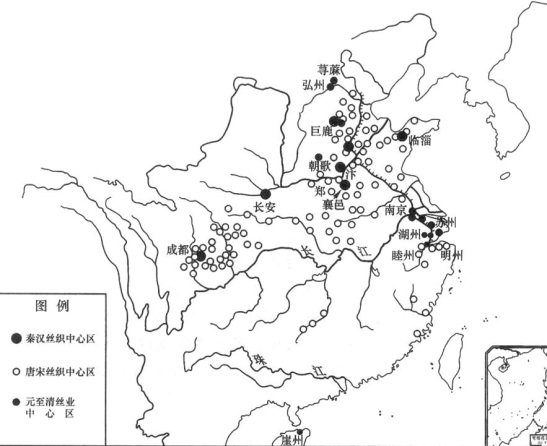 荨蔴
弘州
巨鹿
临淄
朝歌
汴
郑
襄邑
长安
南京
苏州
湖州
成都
长
江
睦州
明州
图例
秦汉丝织中心区
唐宋丝织中心区
元至清丝业
中心区
珠
江
崖州